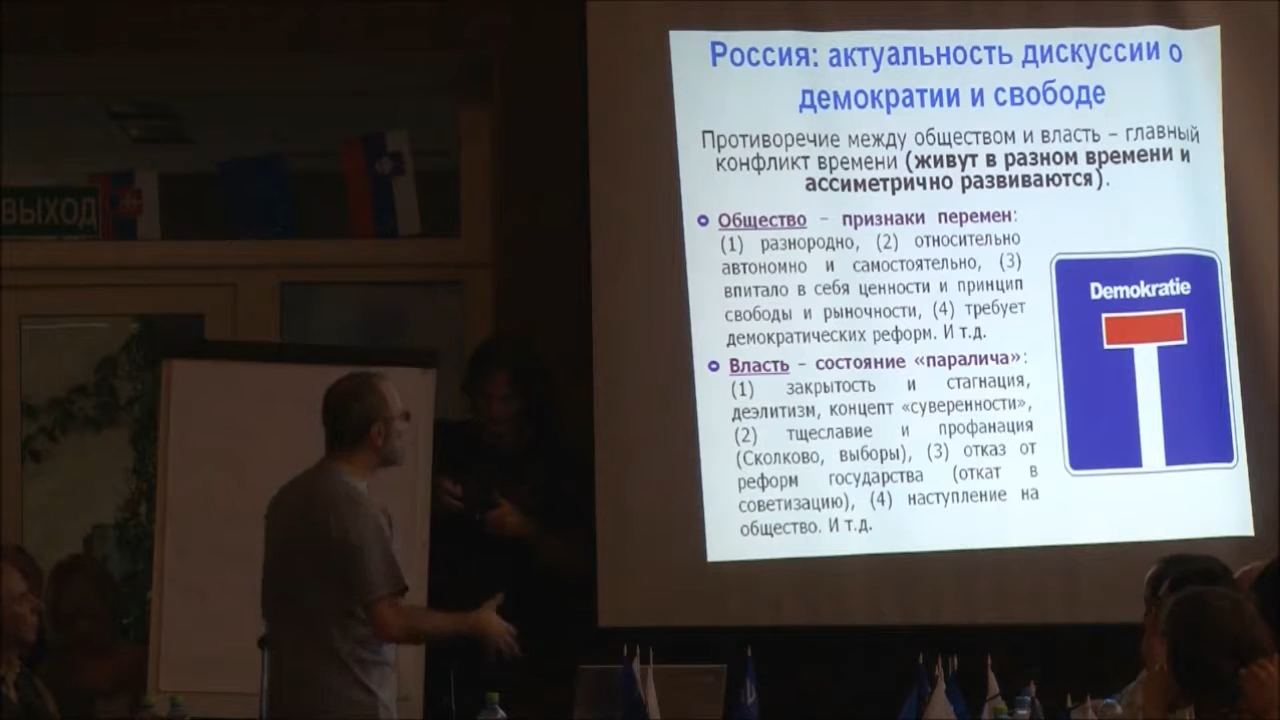 Россия: актуальность дискуссии о
демократии и свободе
Противоречие между обществом и власть – главный
конфликт времени (живут в разном времени и
ассиметрично развиваются).
Общество – признаки перемен:
(1) разнородно, (2) относительно
автономно и самостоятельно, (3)
впитало в себя ценности и принцип
свободы и рыночности, (4) требует
демократических реформ. И т.д.
Власть – состояние «паралича»:
(1) закрытость и стагнация,
деэлитизм, концепт «суверенности»,
(2) тщеславие и профанация
(Сколково, выборы), (3) отказ от
реформ государства (откат в
советизацию), (4) наступление на
общество. И т.д.
Demokratie
ВЫХОД